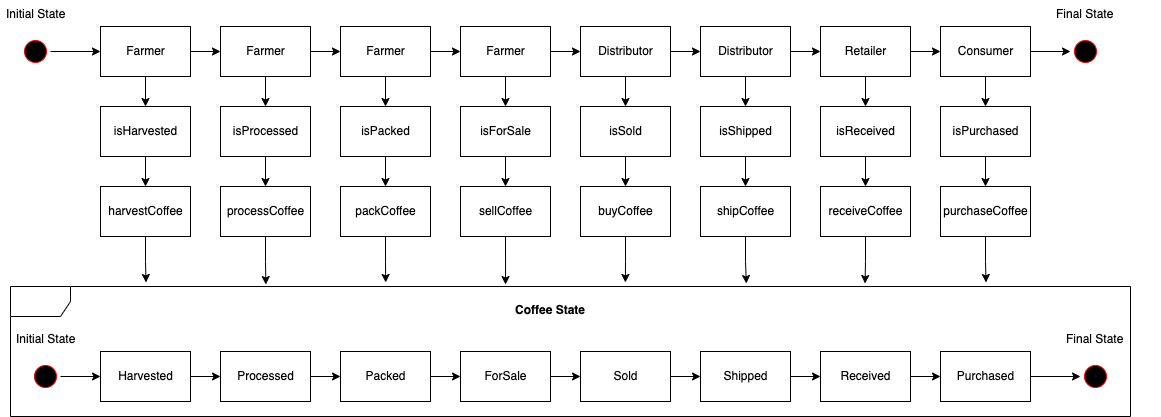 Initial State
Final State
Farmer
Farmer
Farmer
Farmer
Distributor
Distributor
Retailer
Consumer
isHarvested
isProcessed
isPacked
isForSale
isSold
isShipped
isReceived
isPurchased
harvestCoffee
processCoffee
packCoffee
sellCoffee
buyCoffee
shipCoffee
receiveCoffee
purchaseCoffee
Coffee State
Initial State
Final State
Harvested
Processed
Packed
ForSale
Sold
Shipped
Received
Purchased